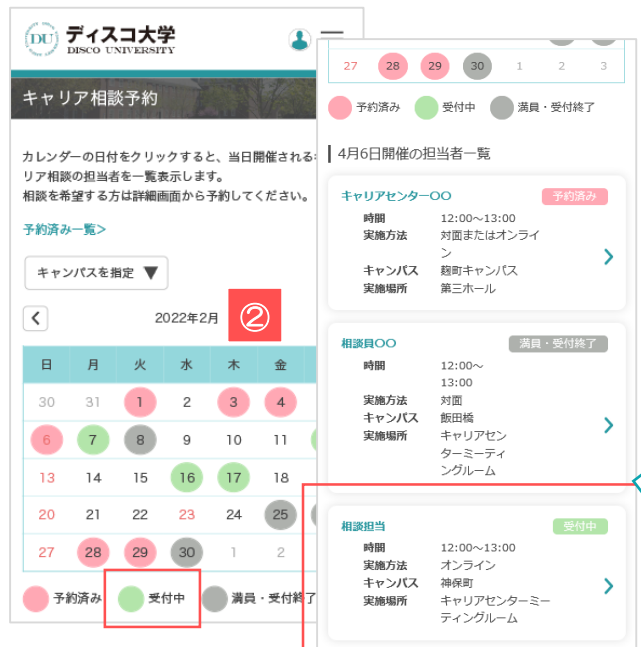 DU ディスコ大学
DISCO UNIVERSITY
キャリア相談予約
カレンダーの日付をクリックすると、当日開催される
リア相談の担当者を一覧表示します。
相談を希望する方は詳細画面から予約してください。
予約済み一覧>
キャンパスを指定 ▼
2022年2月
②
日 月 火 水 木 金
30 31 1 2 3 4
6 7 8 9 10 11
13 14 15 16 17 18
20 21 22 23 24 25
27 28 29 30 1 2
予約済み 受付中 満員・受付終了
27 28 29 30 1 2 3
予約済み 受付中 満員・受付終了
4月6日開催の担当者一覧
キャリアセンター〇〇 予約済み
時間 12:00～13:00
実施方法 対面またはオンライ
ン
キャンパス 麹町キャンパス
実施場所 第三ホール
相談員〇〇 満員・受付終了
時間 12:00～
13:00
実施方法 対面
キャンパス 飯田橋
実施場所 キャリアセン
ターミーティ
ングルーム
相談担当 受付中
時間 12:00～13:00
実施方法 オンライン
キャンパス 神保町
実施場所 キャリアセンターミー
ティングルーム